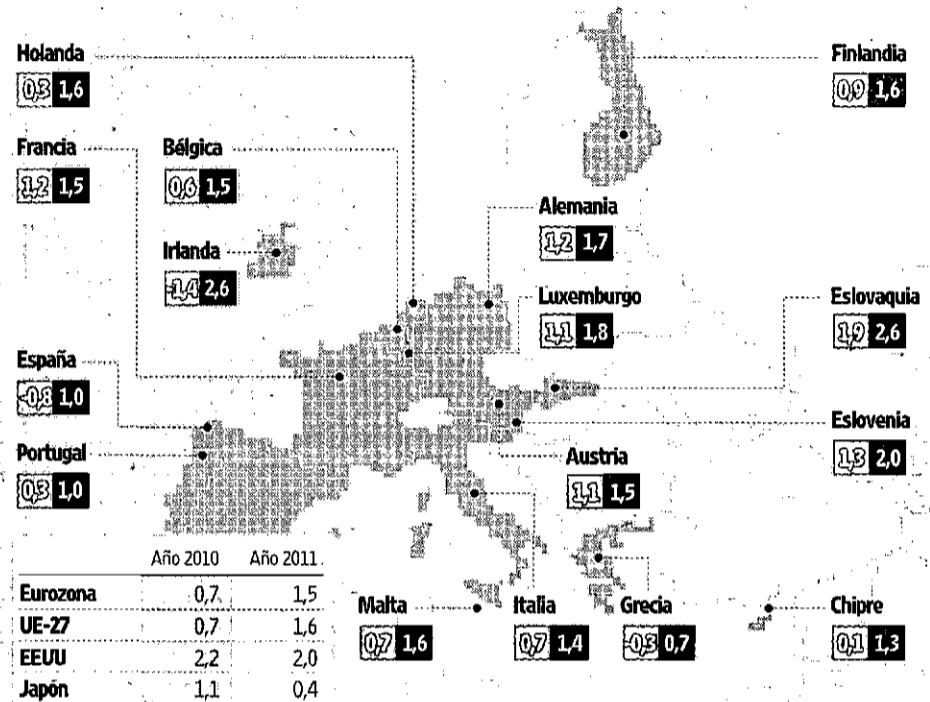 Holanda
0,3 1,6
Finlandia
0,9 1,6
Francia
1,2 1,5
Bélgica
0,6 1,5
Alemania
1,2 1,7
Irlanda
-1,4 2,6
Luxemburgo
1,1 1,8
Eslovaquia
1,9 2,6
España
-0,8 1,0
Eslovenia
1,3 2,0
Portugal
0,3 1,0
Austria
1,1 1,5
Año 2010 Año 2011
Eurozona 0,7 1,5
UE-27 0,7 1,6
EEUU 2,2 2,0
Japón 1,1 0,4
Malta
0,7 1,6
Italia
0,7 1,4
Grecia
-0,3 0,7
Chipre
0,1 1,3